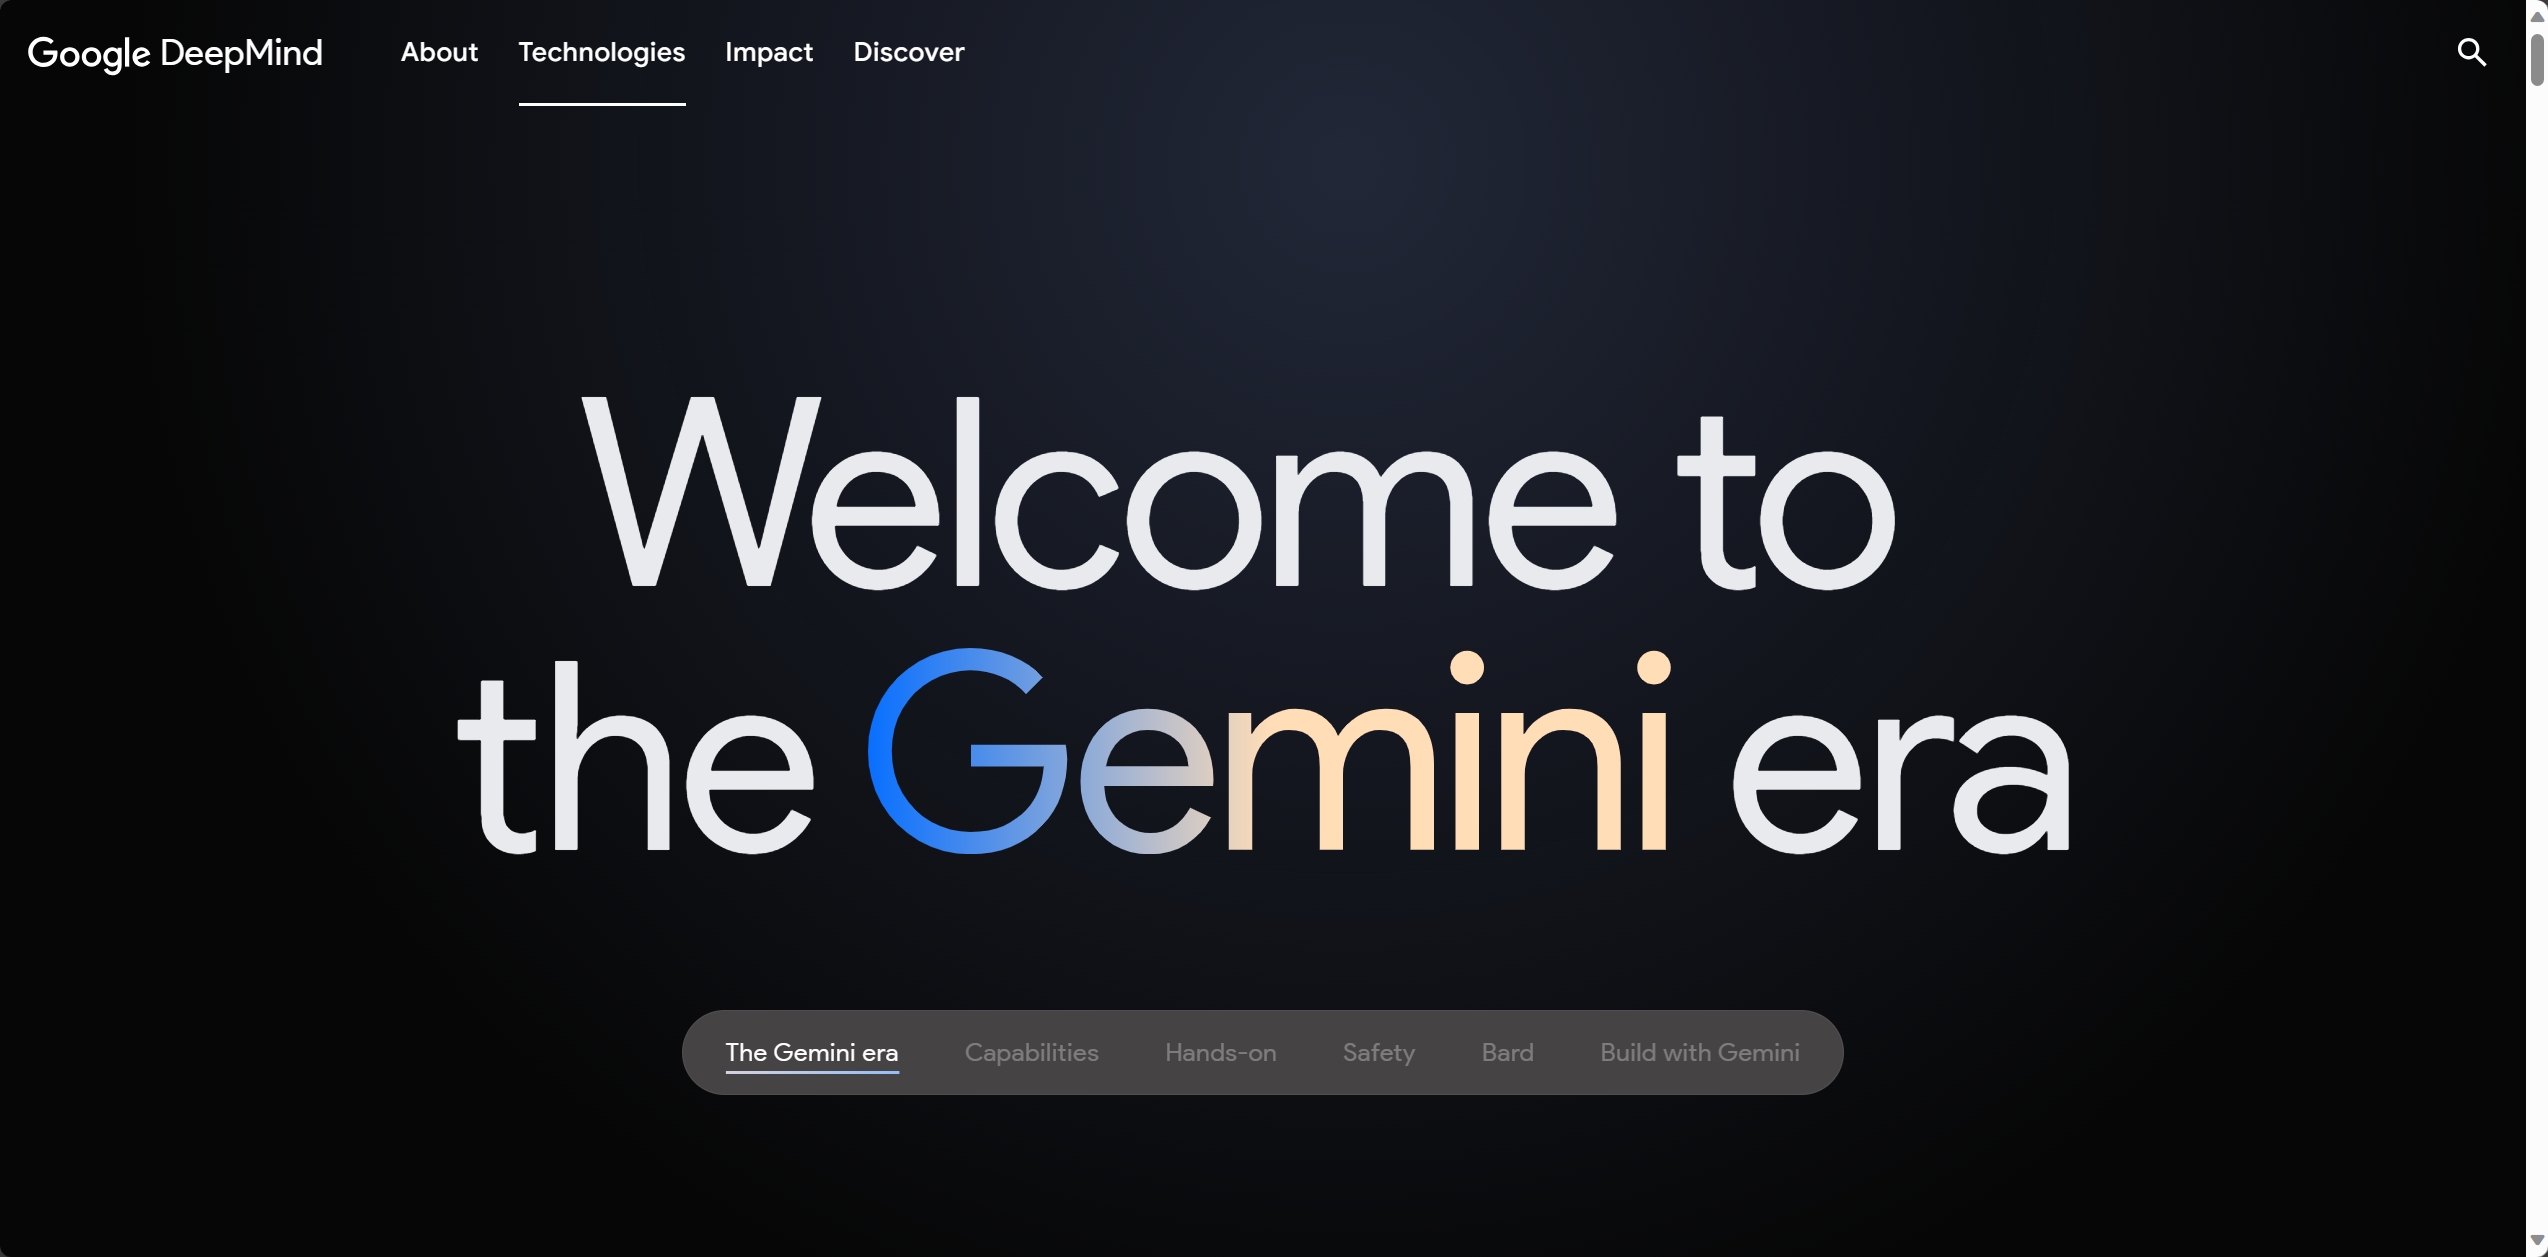 Google DeepMind About Technologies Impact Discover
Welcome to
the Gemini era
The Gemini era Capabilities Hands-on Safety Bard Build with Gemini